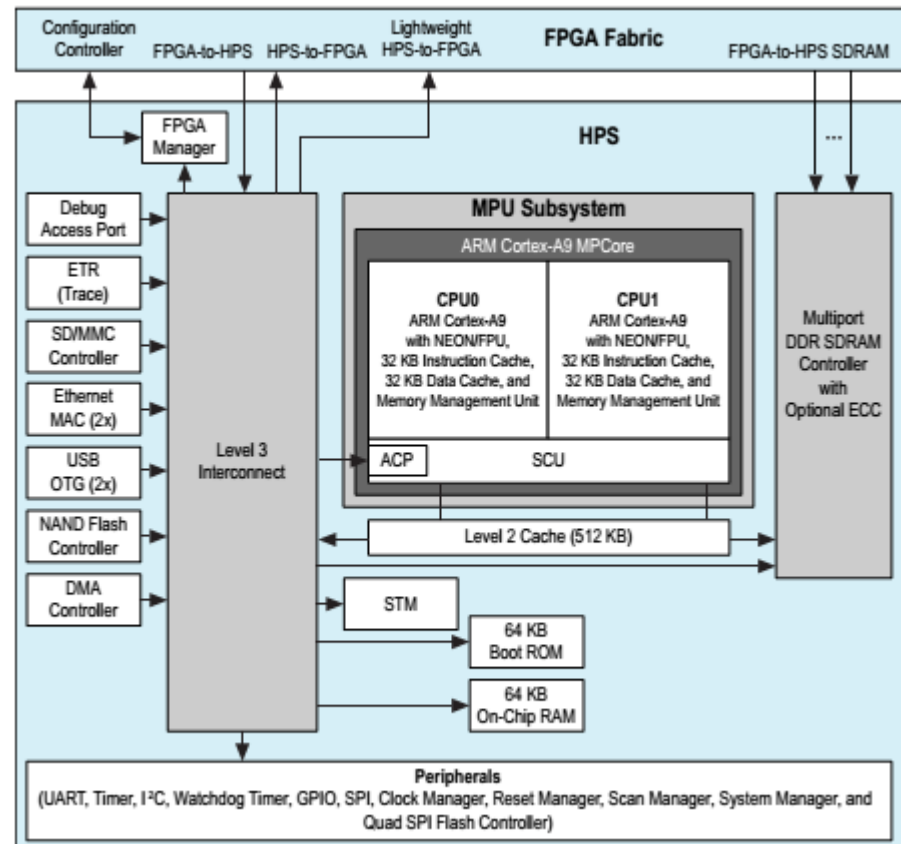 Configuration
Controller
FPGA-to-HPS
HPS-to-FPGA
Lightweight
HPS-to-FPGA
FPGA Fabric
FPGA-to-HPS SDRAM
HPS
...
FPGA
Manager
Debug
Access Port
ETR
(Trace)
SD/MMC
Controller
Ethernet
MAC (2x)
USB
OTG (2x)
NAND Flash
Controller
DMA
Controller
Level 3
Interconnect
MPU Subsystem
ARM Cortex-A9 MPCore
CPU0
ARM Cortex-A9
with NEON/FPU,
32 KB Instruction Cache,
32 KB Data Cache, and
Memory Management Unit
CPU1
ARM Cortex-A9
with NEON/FPU,
32 KB Instruction Cache,
32 KB Data Cache, and
Memory Management Unit
ACP
SCU
Level 2 Cache (512 KB)
Multiport
DDR SDRAM
Controller
with
Optional ECC
STM
64 KB
Boot ROM
64 KB
On-Chip RAM
Peripherals
(UART, Timer, I²C, Watchdog Timer, GPIO, SPI, Clock Manager, Reset Manager, Scan Manager, System Manager, and
Quad SPI Flash Controller)